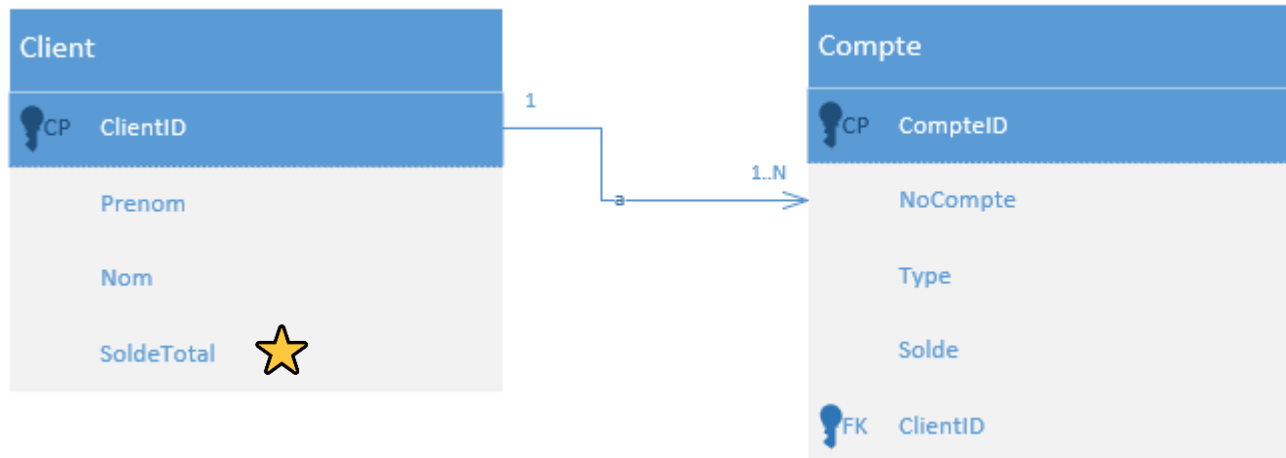 Client
CP ClientID
Prenom
Nom
SoldeTotal
1
a
1..N
Compte
CP CompteID
NoCompte
Type
Solde
FK ClientID